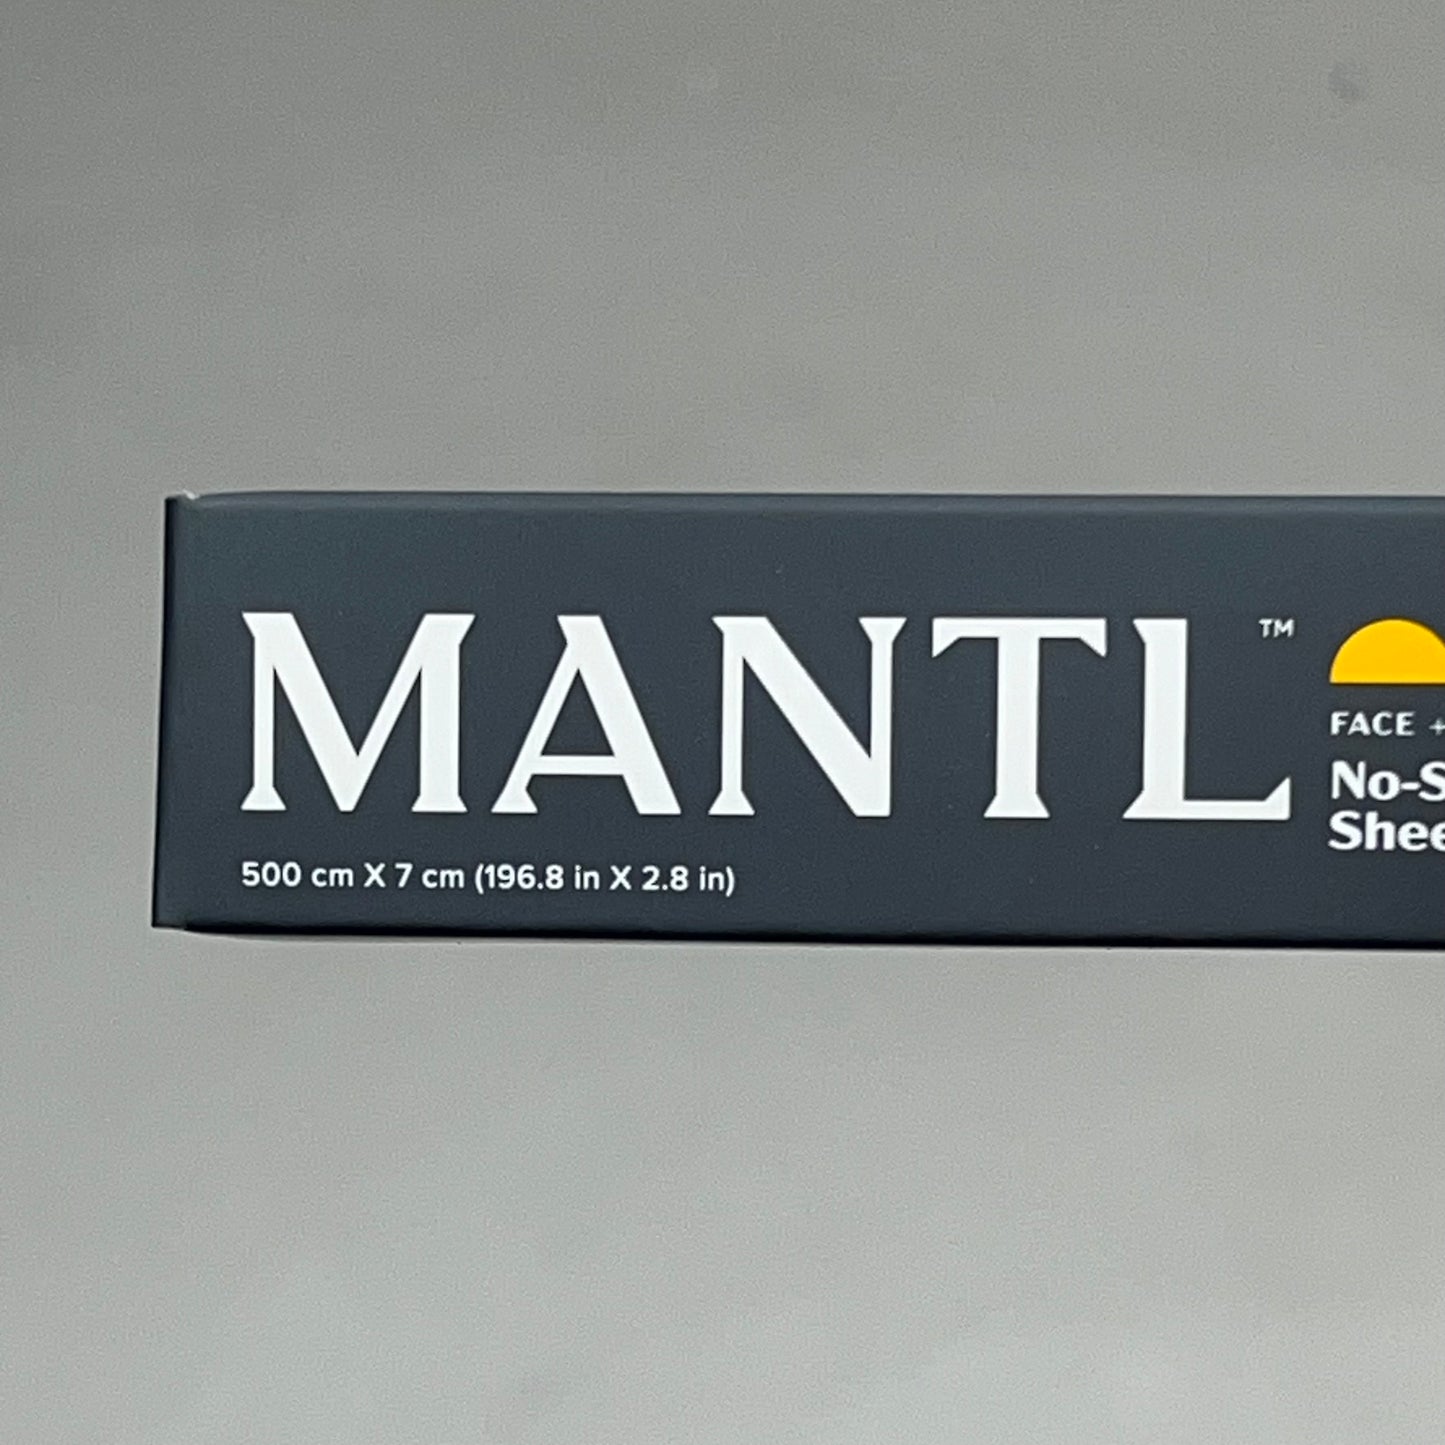 MANTL™
500 cm X 7 cm (196.8 in X 2.8 in)
FACE +
No-S
Shee